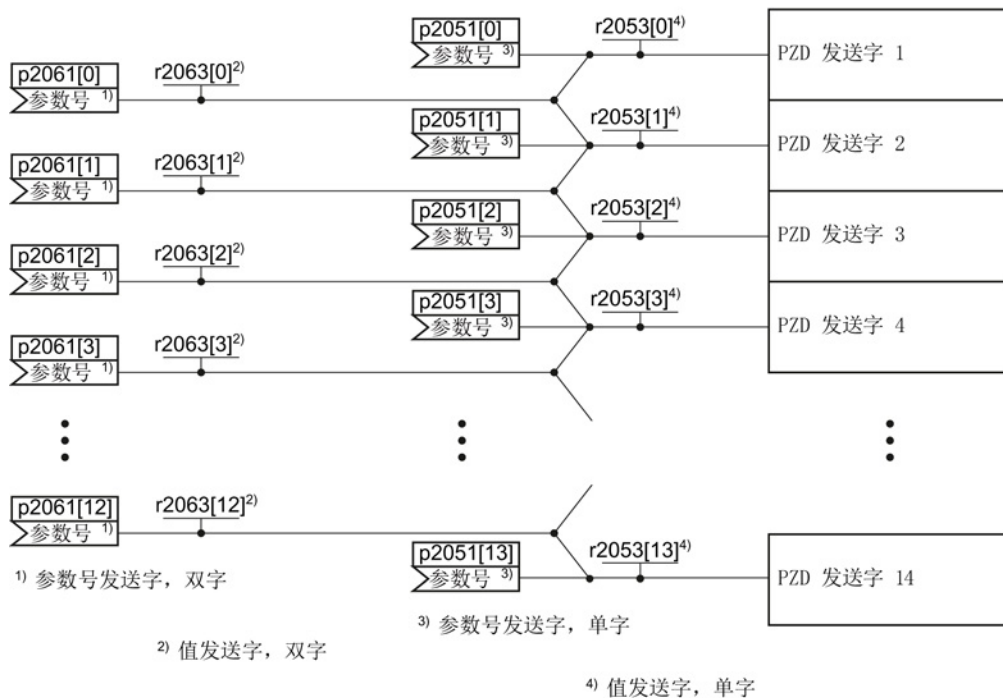 p2051[0]
参数号 3)
r2053[0]4)
PZD 发送字 1
p2061[0]
参数号 1)
r2063[0]2)
p2051[1]
参数号 3)
r2053[1]4)
PZD 发送字 2
p2061[1]
参数号 1)
r2063[1]2)
p2051[2]
参数号 3)
r2053[2]4)
PZD 发送字 3
p2061[2]
参数号 1)
r2063[2]2)
p2051[3]
参数号 3)
r2053[3]4)
PZD 发送字 4
p2061[3]
参数号 1)
r2063[3]2)
p2061[12]
参数号 1)
r2063[12]2)
p2051[13]
参数号 3)
r2053[13]4)
PZD 发送字 14
1) 参数号发送字，双字
2) 值发送字，双字
3) 参数号发送字，单字
4) 值发送字，单字